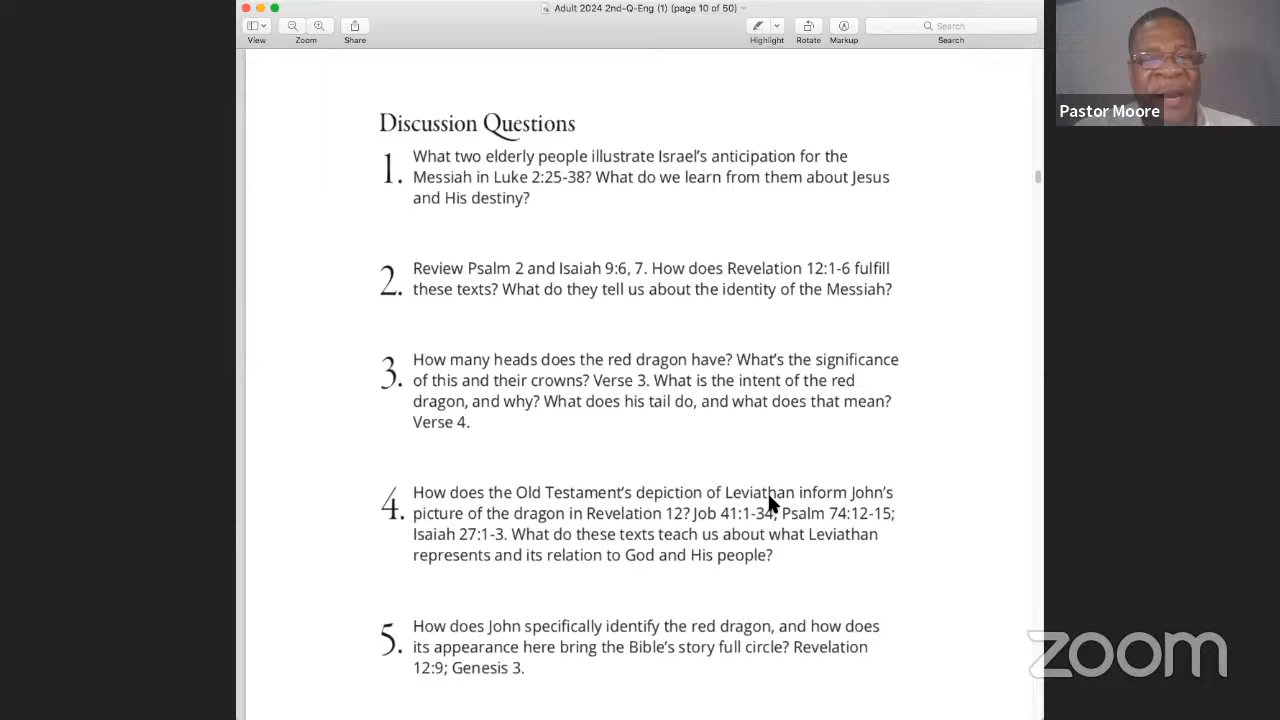 Adult 2024 2nd-Q-Eng (1) (page 10 of 50)
View
Zoom
Share
Highlight
Rotate
Markup
Search
Search
Pastor Moore
Discussion Questions
1. What two elderly people illustrate Israel's anticipation for the
Messiah in Luke 2:25-38? What do we learn from them about Jesus
and His destiny?
2. Review Psalm 2 and Isaiah 9:6, 7. How does Revelation 12:1-6 fulfill
these texts? What do they tell us about the identity of the Messiah?
3. How many heads does the red dragon have? What's the significance
of this and their crowns? Verse 3. What is the intent of the red
dragon, and why? What does his tail do, and what does that mean?
Verse 4.
4. How does the Old Testament's depiction of Leviathan inform John's
picture of the dragon in Revelation 12? Job 41:1-34; Psalm 74:12-15;
Isaiah 27:1-3. What do these texts teach us about what Leviathan
represents and its relation to God and His people?
5. How does John specifically identify the red dragon, and how does
its appearance here bring the Bible's story full circle? Revelation
12:9; Genesis 3.
zoom